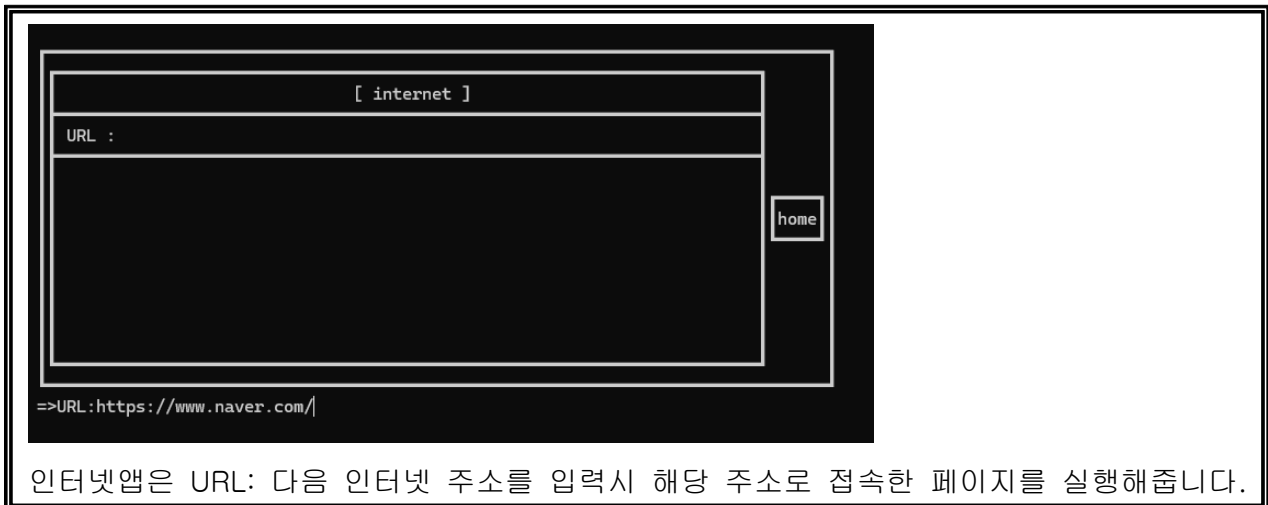 [ internet ]
URL :
home
=>URL:https://www.naver.com/
인터넷앱은 URL: 다음 인터넷 주소를 입력시 해당 주소로 접속한 페이지를 실행해줍니다.